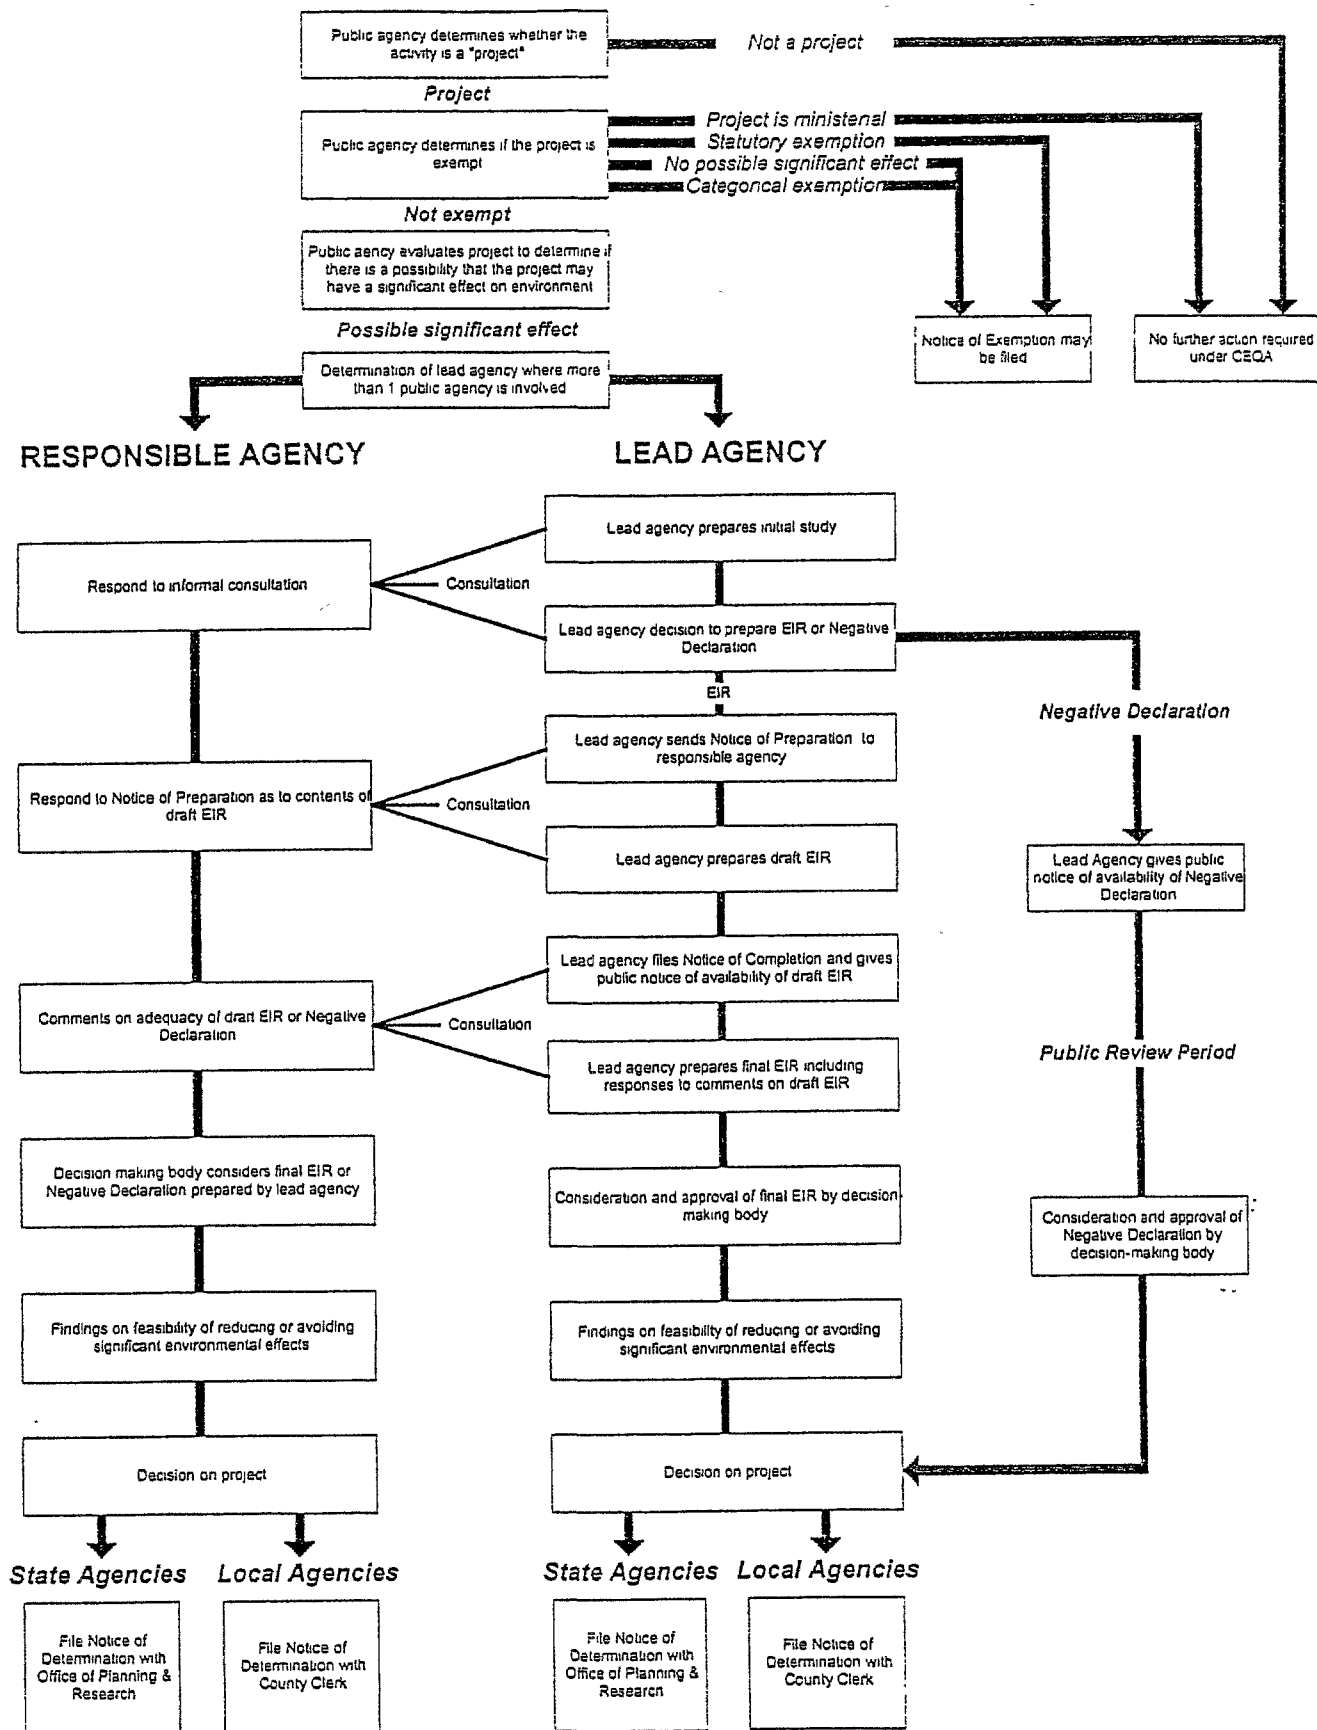 Public agency determines whether the
activity is a "project"
Not a project
Project
Public agency determines if the project is
exempt
Project is ministerial
Statutory exemption
No possible significant effect
Categorical exemption
Not exempt
Public aency evaluates project to determine if
there is a possibility that the project may
have a significant effect on environment
Possible significant effect
Notice of Exemption may
be filed
No further action required
under CEQA
Determination of lead agency where more
than 1 public agency is involved
RESPONSIBLE AGENCY
LEAD AGENCY
Lead agency prepares initial study
Respond to informal consultation
Consultation
Lead agency decision to prepare EIR or Negative
Declaration
EIR
Negative Declaration
Lead agency sends Notice of Preparation to
responsible agency
Respond to Notice of Preparation as to contents of
draft EIR
Consultation
Lead agency prepares draft EIR
Lead Agency gives public
notice of availability of Negative
Declaration
Lead agency files Notice of Completion and gives
public notice of availability of draft EIR
Comments on adequacy of draft EIR or Negative
Declaration
Consultation
Public Review Period
Lead agency prepares final EIR including
responses to comments on draft EIR
Decision making body considers final EIR or
Negative Declaration prepared by lead agency
Consideration and approval of final EIR by decision-
making body
Consideration and approval of
Negative Declaration by
decision-making body
Findings on feasibility of reducing or avoiding
significant environmental effects
Findings on feasibility of reducing or avoiding
significant environmental effects
Decision on project
Decision on project
State Agencies
Local Agencies
State Agencies
Local Agencies
File Notice of
Determination with
Office of Planning &
Research
File Notice of
Determination with
County Clerk
File Notice of
Determination with
Office of Planning &
Research
File Notice of
Determination with
County Clerk